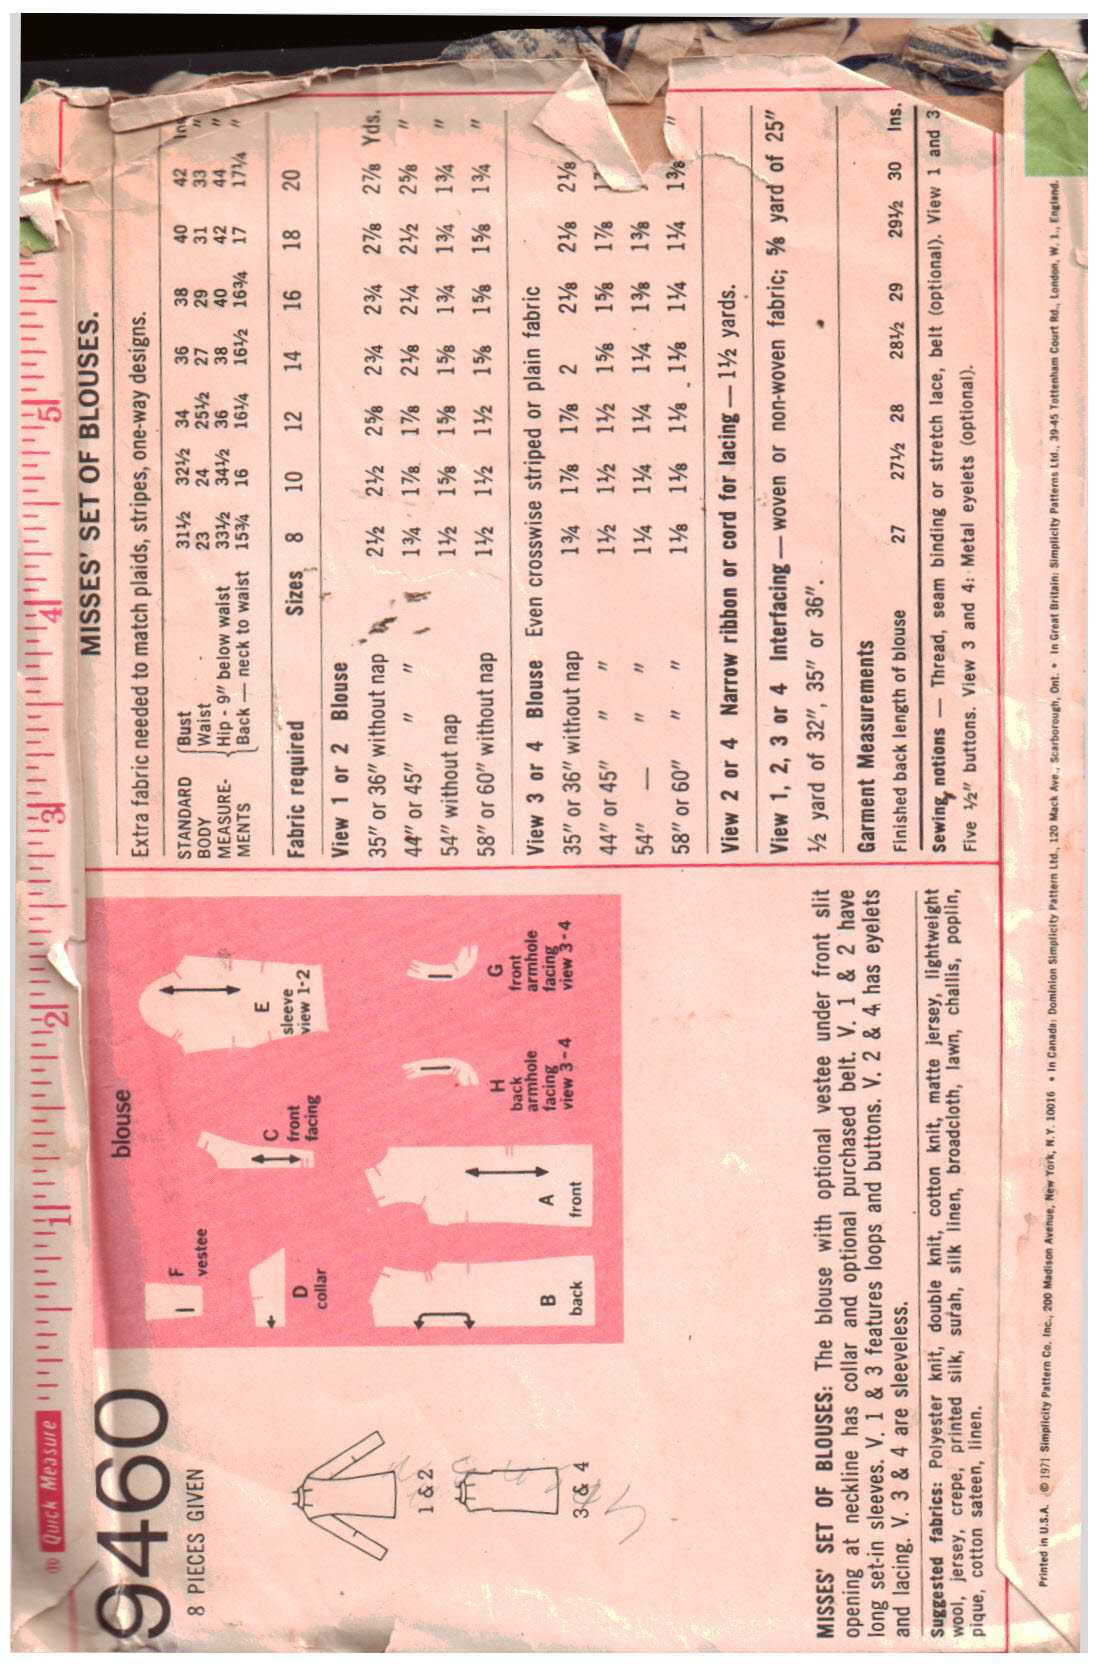 ® Quick Measure 1 2 3 4 5
9460
8 PIECES GIVEN
1 & 2
3 & 4
blouse
F
vestee
D
collar
C
front
facing
E
sleeve
view 1-2
B
back
A
front
H
back
armhole
facing
view 3-4
G
front
armhole
facing
view 3-4
MISSES' SET OF BLOUSES: The blouse with optional vestee under front slit
opening at neckline has collar and optional purchased belt. V. 1 & 2 have
long set-in sleeves. V. 1 & 3 features loops and buttons. V. 2 & 4 has eyelets
and lacing. V. 3 & 4 are sleeveless.
Suggested fabrics: Polyester knit, double knit, cotton knit, matte jersey, lightweight
wool, jersey, crepe, printed silk, surah, silk linen, broadcloth, lawn, challis, poplin,
pique, cotton sateen, linen.
MISSES' SET OF BLOUSES.
Extra fabric needed to match plaids, stripes, one-way designs.
STANDARD BODY MEASUREMENTS
Bust 31½ 32½ 34 36 38 40 42 Ins.
Waist 23 24 25½ 27 29 31 33 "
Hip - 9" below waist 33½ 34½ 36 38 40 42 44 "
Back — neck to waist 15¾ 16 16¼ 16½ 16¾ 17 17¼ "
Fabric required Sizes 8 10 12 14 16 18 20
View 1 or 2 Blouse
35" or 36" without nap 2½ 2½ 2⅝ 2¾ 2¾ 2⅞ 2⅞ Yds.
44" or 45" " " 1¾ 1⅞ 1⅞ 2⅛ 2¼ 2½ 2⅝ "
54" without nap 1½ 1⅝ 1⅝ 1⅝ 1¾ 1¾ 1¾ "
58" or 60" without nap 1½ 1½ 1½ 1⅝ 1⅝ 1⅝ 1¾ "
View 3 or 4 Blouse Even crosswise striped or plain fabric
35" or 36" without nap 1¾ 1⅞ 1⅞ 2 2⅛ 2⅛ 2⅛
44" or 45" " " 1½ 1½ 1½ 1⅝ 1⅝ 1⅞
54" — " " 1¼ 1¼ 1¼ 1¼ 1⅜ 1⅜
58" or 60" " " 1⅛ 1⅛ 1⅛ 1⅛ 1¼ 1¼ 1⅜ "
View 2 or 4 Narrow ribbon or cord for lacing — 1½ yards.
View 1, 2, 3 or 4 Interfacing — woven or non-woven fabric; ⅝ yard of 25"
½ yard of 32", 35" or 36".
Garment Measurements
Finished back length of blouse 27 27½ 28 28½ 29 29½ 30 Ins.
Sewing notions — Thread, seam binding or stretch lace, belt (optional). View 1 and 3
Five ½" buttons. View 3 and 4: Metal eyelets (optional).
Printed in U.S.A. © 1971 Simplicity Pattern Co. Inc., 200 Madison Avenue, New York, N.Y. 10016 • In Canada: Dominion Simplicity Pattern Ltd., 120 Mack Ave., Scarborough, Ont. • In Great Britain: Simplicity Patterns Ltd., 39-45 Tottenham Court Rd., London, W. 1., England.